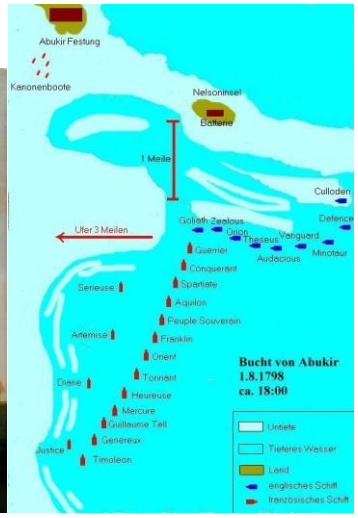 Abukir Festung
Kanonenboote
Nelsoninsel
Batterie
1 Meile
Culloden
Ufer 3 Meilen
Goliath Zealous
Defence
Orion
Theseus
Vanguard
Audacious
Minotaur
Guerrier
Conquerant
Serieuse
Spartiate
Aquilon
Peuple Souverain
Artemise
Franklin
Orient
Tonnant
Diane
Heureuse
Mercure
Guillaume Tell
Justice
Genereux
Timoleon
Bucht von Abukir
1.8.1798
ca. 18:00
Untiefe
Tieferes Wasser
Land
englisches Schiff
französisches Schiff